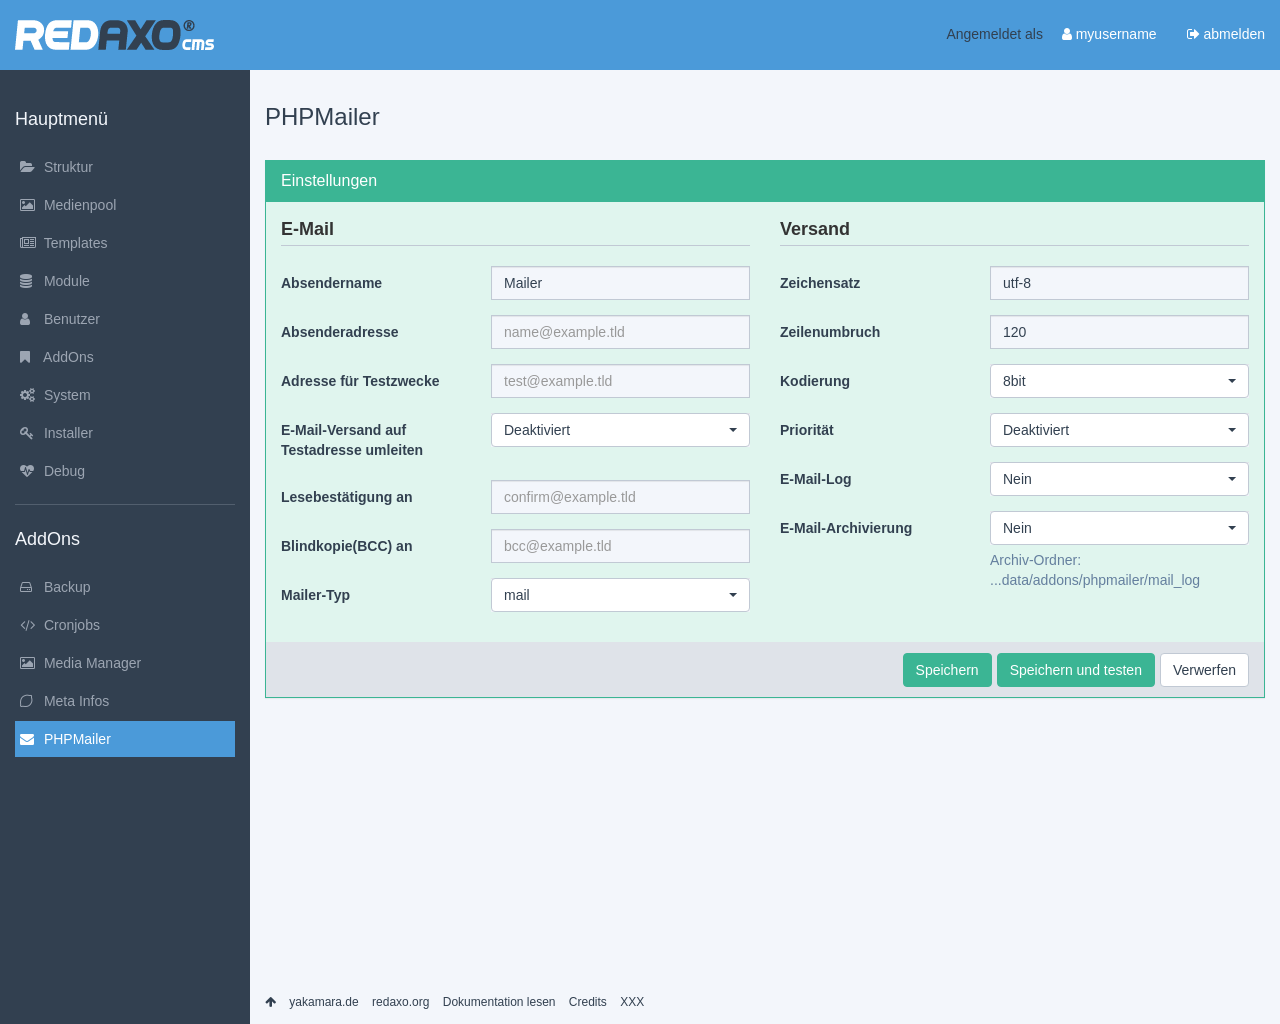 REDAXO® cms
Angemeldet als myusername abmelden
Hauptmenü
Struktur
Medienpool
Templates
Module
Benutzer
AddOns
System
Installer
Debug
AddOns
Backup
Cronjobs
Media Manager
Meta Infos
PHPMailer
PHPMailer
Einstellungen
E-Mail
Absendername Mailer
Absenderadresse name@example.tld
Adresse für Testzwecke test@example.tld
E-Mail-Versand auf Deaktiviert
Testadresse umleiten
Lesebestätigung an confirm@example.tld
Blindkopie(BCC) an bcc@example.tld
Mailer-Typ mail
Versand
Zeichensatz utf-8
Zeilenumbruch 120
Kodierung 8bit
Priorität Deaktiviert
E-Mail-Log Nein
E-Mail-Archivierung Nein
Archiv-Ordner:
...data/addons/phpmailer/mail_log
Speichern Speichern und testen Verwerfen
yakamara.de redaxo.org Dokumentation lesen Credits XXX